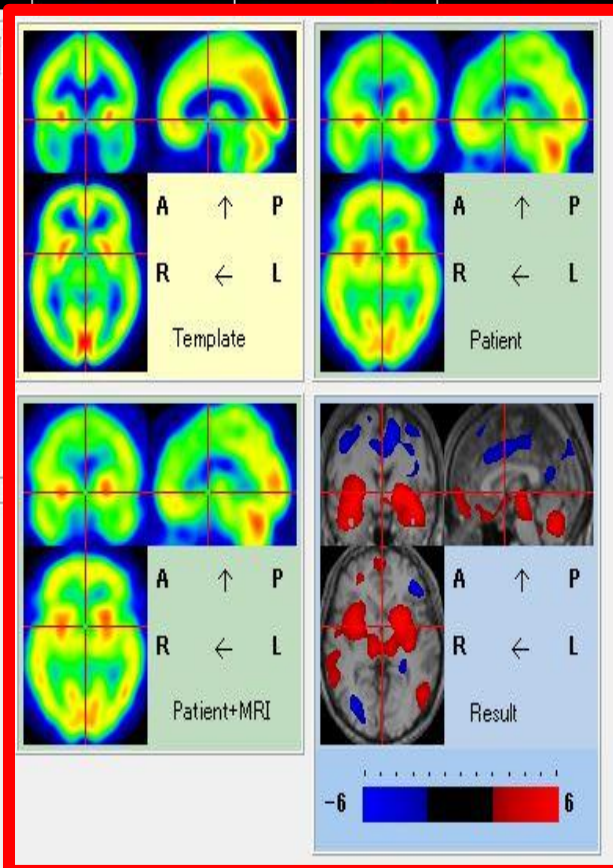 A ↑ P
R ← L
Template
A ↑ P
R ← L
Patient
A ↑ P
R ← L
Patient+MRI
A ↑ P
R ← L
Result
-6 6